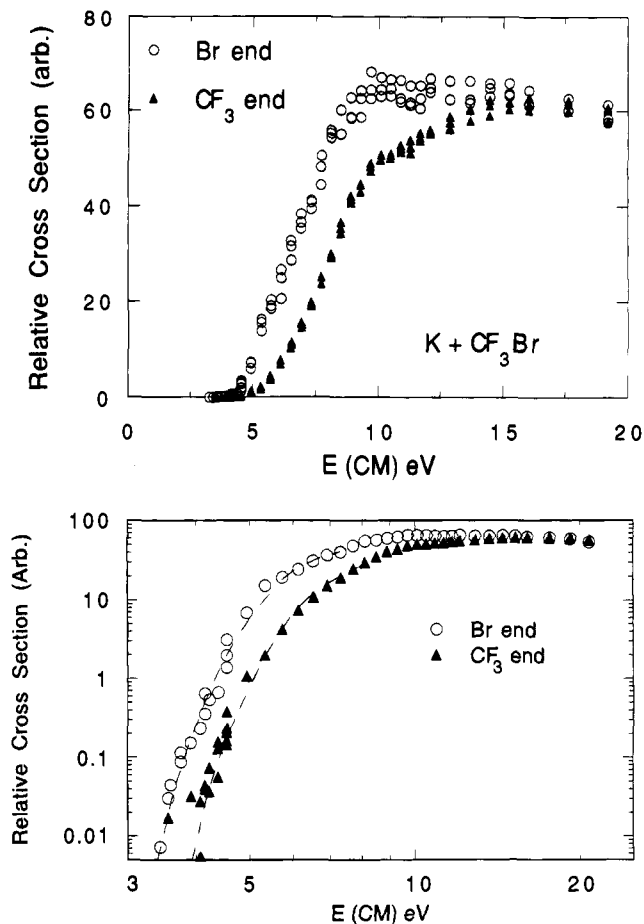 80
60
40
20
0
Relative Cross Section (arb.)
Br end
CF3 end
K + CF3Br
0 5 10 15 20
E (CM) eV
100
10
1
0.1
0.01
Relative Cross Section (Arb.)
Br end
CF3 end
3 5 10 20
E (CM) eV